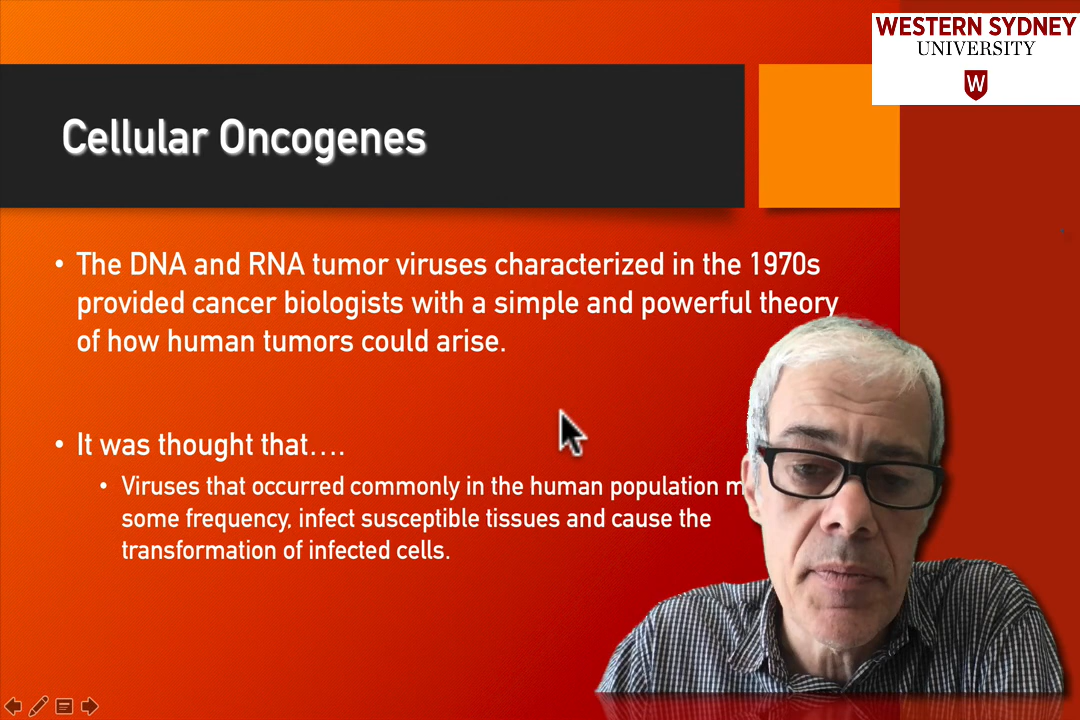 WESTERN SYDNEY
UNIVERSITY
W
Cellular Oncogenes
• The DNA and RNA tumor viruses characterized in the 1970s
provided cancer biologists with a simple and powerful theory
of how human tumors could arise.
• It was thought that….
• Viruses that occurred commonly in the human population
some frequency, infect susceptible tissues and cause the
transformation of infected cells.